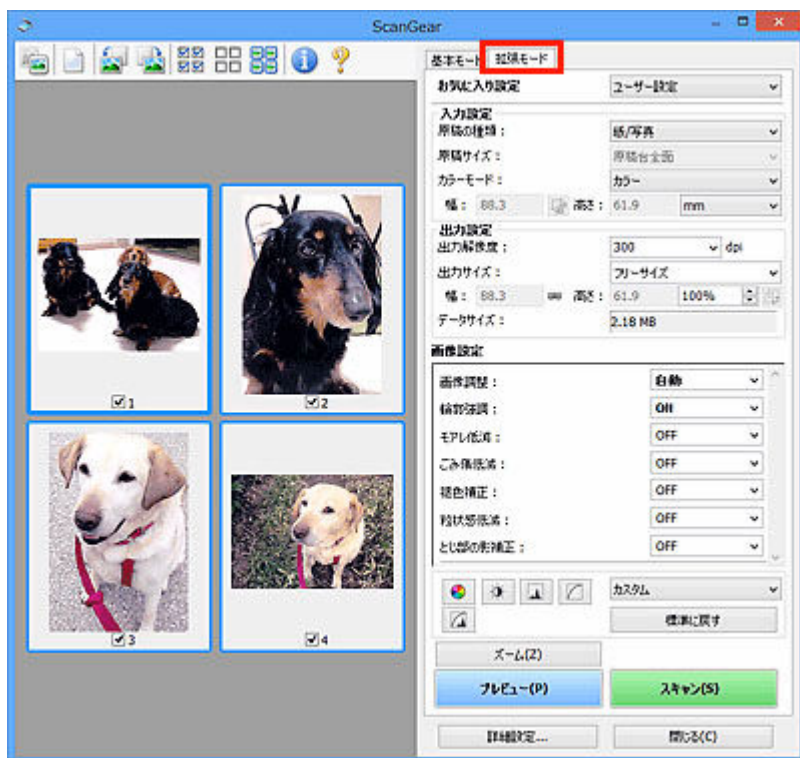 ScanGear
基本モード 拡張モード
お気に入り設定 ユーザー設定
入力設定
原稿の種類： 紙/写真
原稿サイズ： 原稿台全面
カラーモード： カラー
幅： 88.3 高さ： 61.9 mm
出力設定
出力解像度： 300 dpi
出力サイズ： フリーサイズ
幅： 88.3 高さ： 61.9 100%
データサイズ： 2.18 MB
画像設定
画像調整： 自動
輪郭強調： ON
モアレ低減： OFF
ごみ傷低減： OFF
褪色補正： OFF
粒状感低減： OFF
とじ部の影補正： OFF
カスタム
標準に戻す
ズーム(Z)
プレビュー(P) スキャン(S)
詳細設定... 閉じる(C)
1
2
3
4